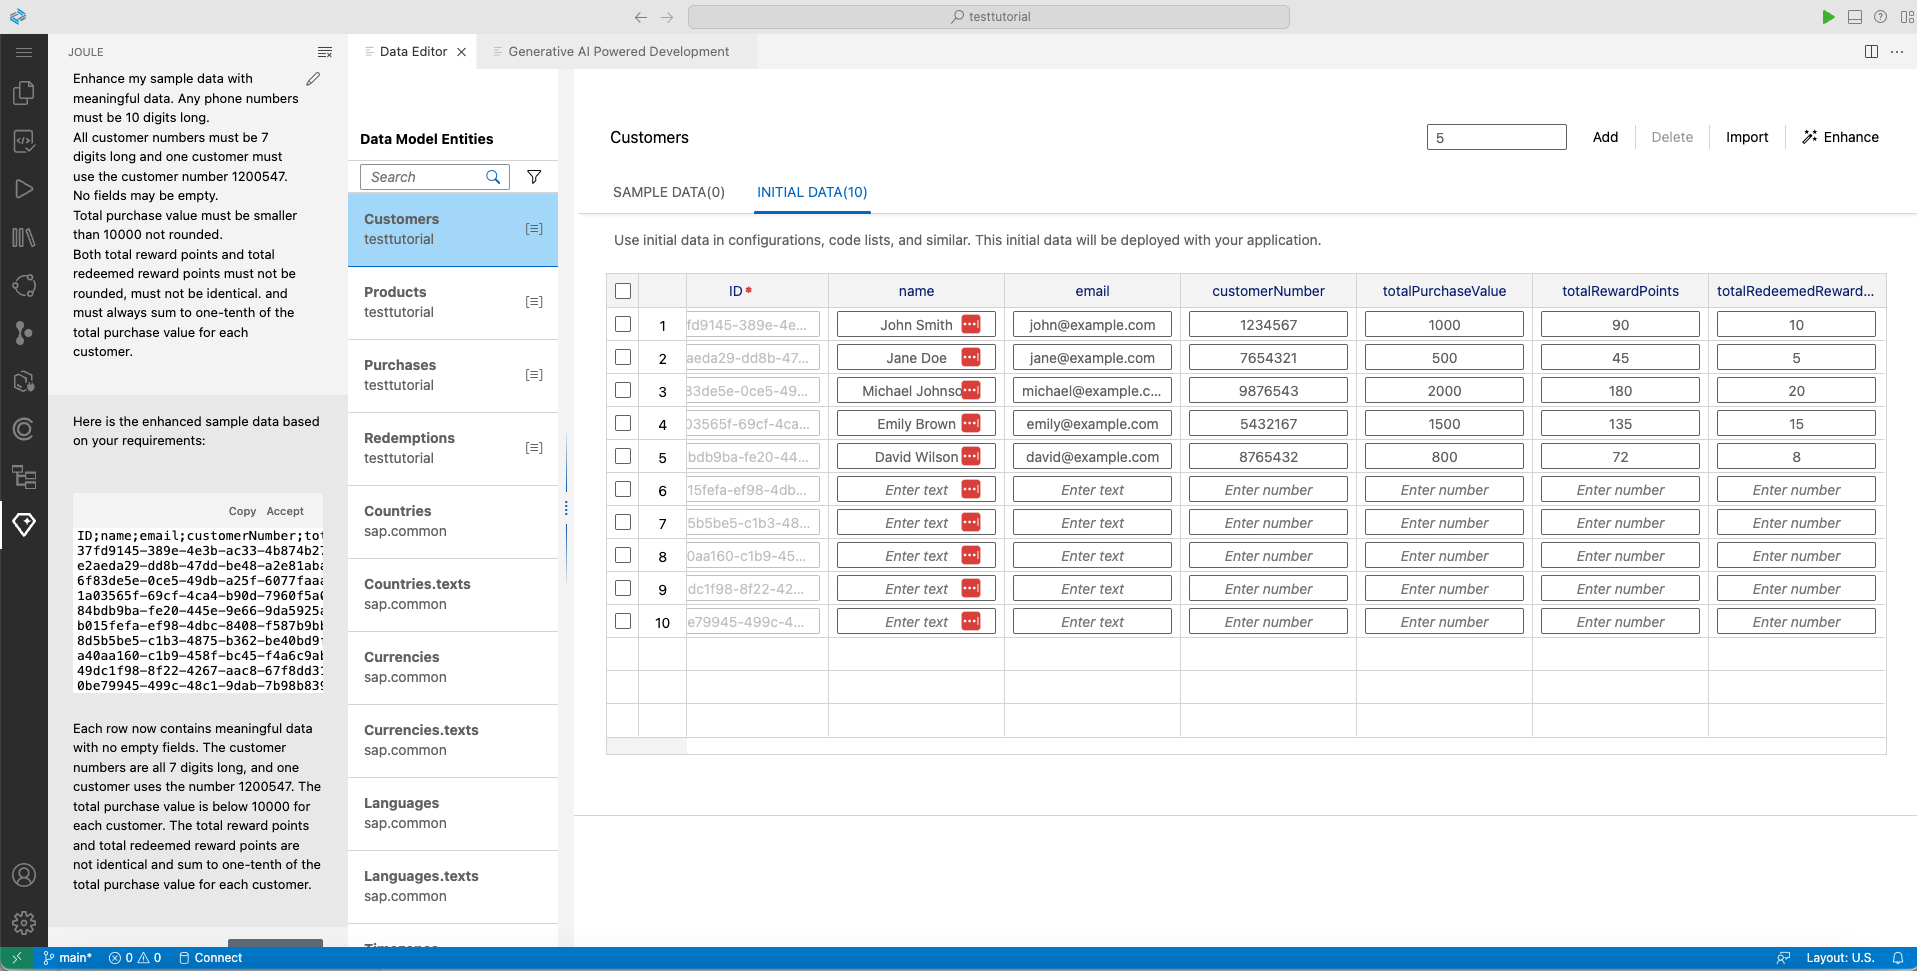 testtutorial
JOULE
Enhance my sample data with
meaningful data. Any phone numbers
must be 10 digits long.
All customer numbers must be 7
digits long and one customer must
use the customer number 1200547.
No fields may be empty.
Total purchase value must be smaller
than 10000 not rounded.
Both total reward points and total
redeemed reward points must not be
rounded, must not be identical. and
must always sum to one-tenth of the
total purchase value for each
customer.
Here is the enhanced sample data based
on your requirements:
Copy Accept
ID;name;email;customerNumber;tot
37fd9145-389e-4e3b-ac33-4b874b27
e2aeda29-dd8b-47dd-be48-a2e81aba
6f83de5e-0ce5-49db-a25f-6077faaa
1a03565f-69cf-4ca4-b90d-7960f5a0
84bdb9ba-fe20-445e-9e66-9da5925a
b015fefa-ef98-4dbc-8408-f587b9bb
8d5b5be5-c1b3-4875-b362-be40bd9f
a40aa160-c1b9-458f-bc45-f4a6c9ab
49dc1f98-8f22-4267-aac8-67f8dd31
0be79945-499c-48c1-9dab-7b98b839
Each row now contains meaningful data
with no empty fields. The customer
numbers are all 7 digits long, and one
customer uses the number 1200547. The
total purchase value is below 10000 for
each customer. The total reward points
and total redeemed reward points are
not identical and sum to one-tenth of the
total purchase value for each customer.
Data Editor
Generative AI Powered Development
Data Model Entities
Search
Customers
testtutorial
Products
testtutorial
Purchases
testtutorial
Redemptions
testtutorial
Countries
sap.common
Countries.texts
sap.common
Currencies
sap.common
Currencies.texts
sap.common
Languages
sap.common
Languages.texts
sap.common
Customers
5 Add Delete Import Enhance
SAMPLE DATA(0) INITIAL DATA(10)
Use initial data in configurations, code lists, and similar. This initial data will be deployed with your application.
ID* name email customerNumber totalPurchaseValue totalRewardPoints totalRedeemedReward...
1 fd9145-389e-4e... John Smith john@example.com 1234567 1000 90 10
2 aeda29-dd8b-47... Jane Doe jane@example.com 7654321 500 45 5
3 83de5e-0ce5-49... Michael Johnso michael@example.c... 9876543 2000 180 20
4 03565f-69cf-4ca... Emily Brown emily@example.com 5432167 1500 135 15
5 bdb9ba-fe20-44... David Wilson david@example.com 8765432 800 72 8
6 15fefa-ef98-4db... Enter text Enter text Enter number Enter number Enter number Enter number
7 5b5be5-c1b3-48... Enter text Enter text Enter number Enter number Enter number Enter number
8 0aa160-c1b9-45... Enter text Enter text Enter number Enter number Enter number Enter number
9 dc1f98-8f22-42... Enter text Enter text Enter number Enter number Enter number Enter number
10 e79945-499c-4... Enter text Enter text Enter number Enter number Enter number Enter number
main* 0 0 Connect
Layout: U.S.